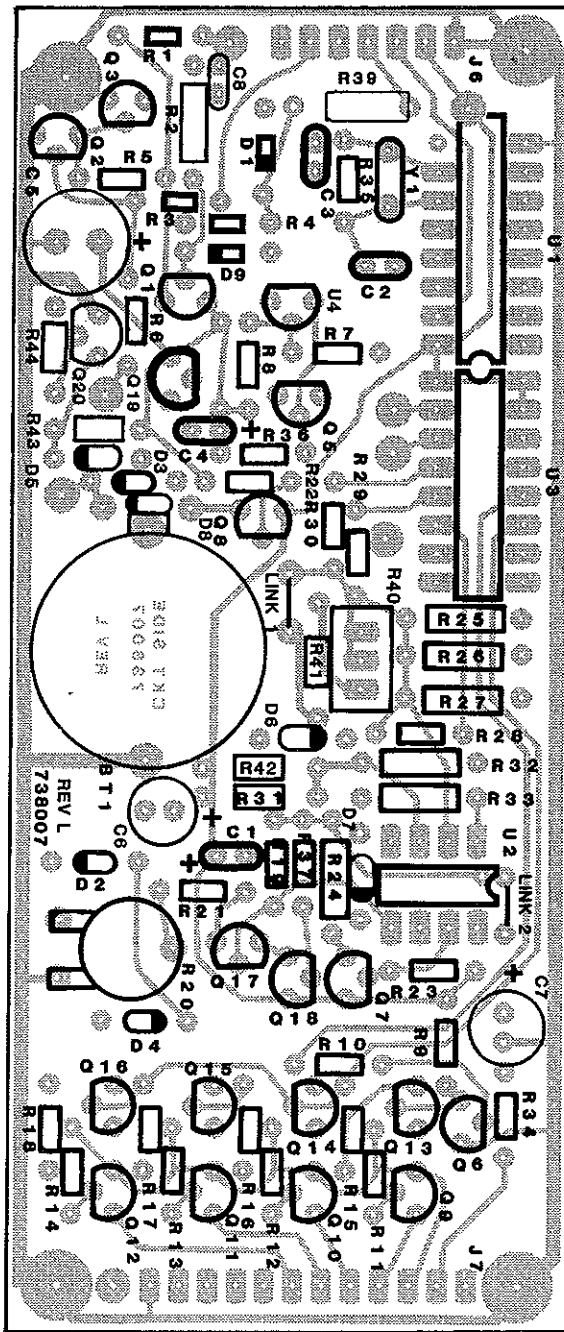 R1
Q3
C8
R2
R39
J6
Q2
R5
D1
C3
R35
Y1
C5
+
R3
R4
U1
D9
C2
Q1
U4
R44
R6
R7
Q20
Q19
R8
Q5
R43
D5
D3
C4
+
R36
R22
R30
R29
U3
Q8
D8
LINK 1
R40
R25
R41
R26
REV I
CKT SIDE
R27
D6
R28
R42
R32
BT1
R31
R33
REV L
738007
C6
+
C1
D7
U2
D2
+
R19
R37
R24
LINK 2
R21
R20
Q17
Q18
Q7
R23
+
C7
D4
R10
R9
Q16
Q15
Q14
Q13
Q6
R34
R18
R14
R17
R16
R15
Q12
R13
Q11
R12
Q10
R11
Q9
J7